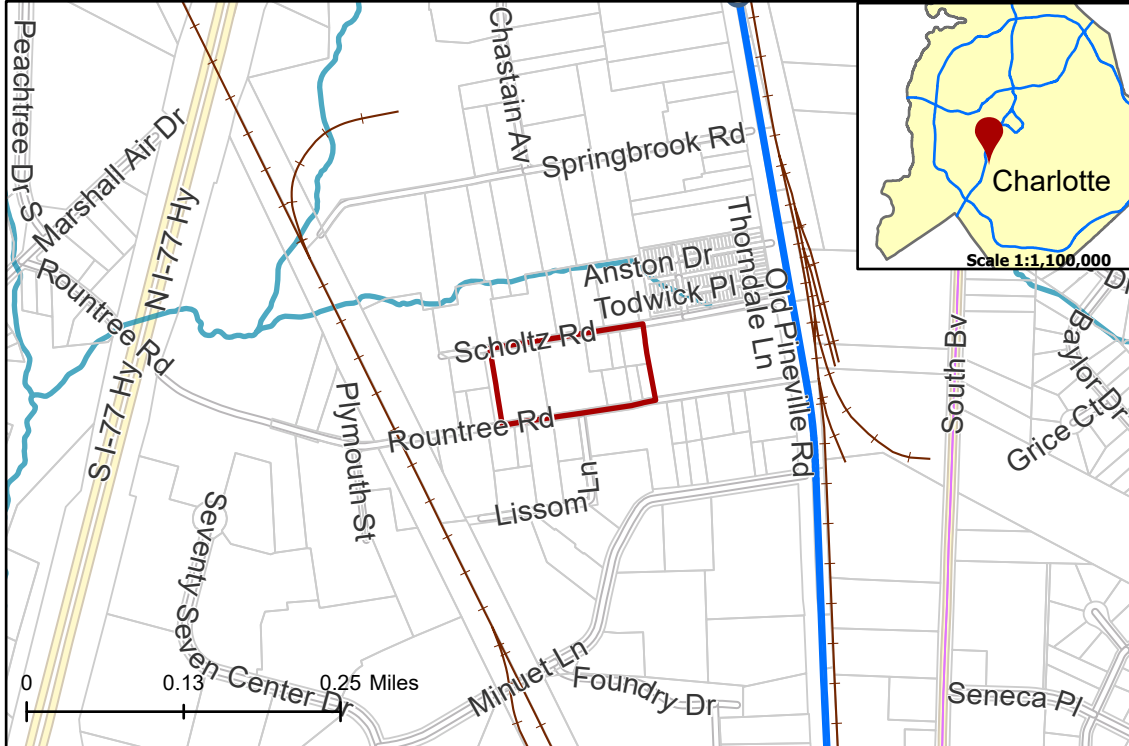 Peachtree Dr S
Marshall Air Dr
N I-77 Hy
S I-77 Hy
Rountree Rd
Chastain Av
Springbrook Rd
Anston Dr
Todwick Pl
Thorndale Ln
Old Pineville Rd
Scholtz Rd
Rountree Rd
Plymouth St
Lissom
Ln
Seventy Seven Center Dr
Minuet Ln
Foundry Dr
South Bv
Baylor Dr
Grice Ct
Dr
Seneca Pl
Charlotte
Scale 1:1,100,000
0 0.13 0.25 Miles